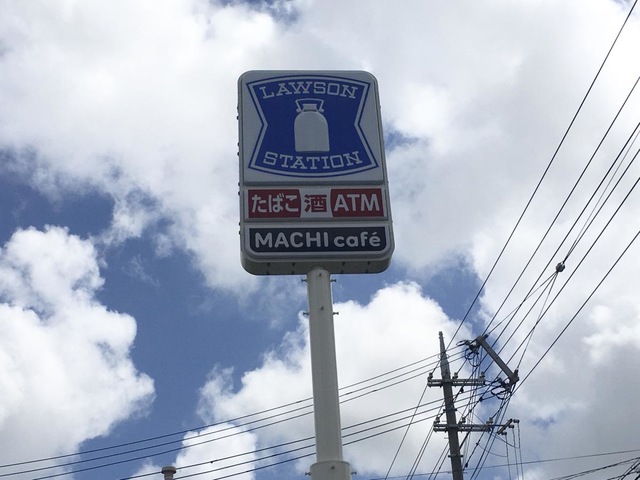 LAWSON
STATION
たばこ 酒 ATM
MACHI café